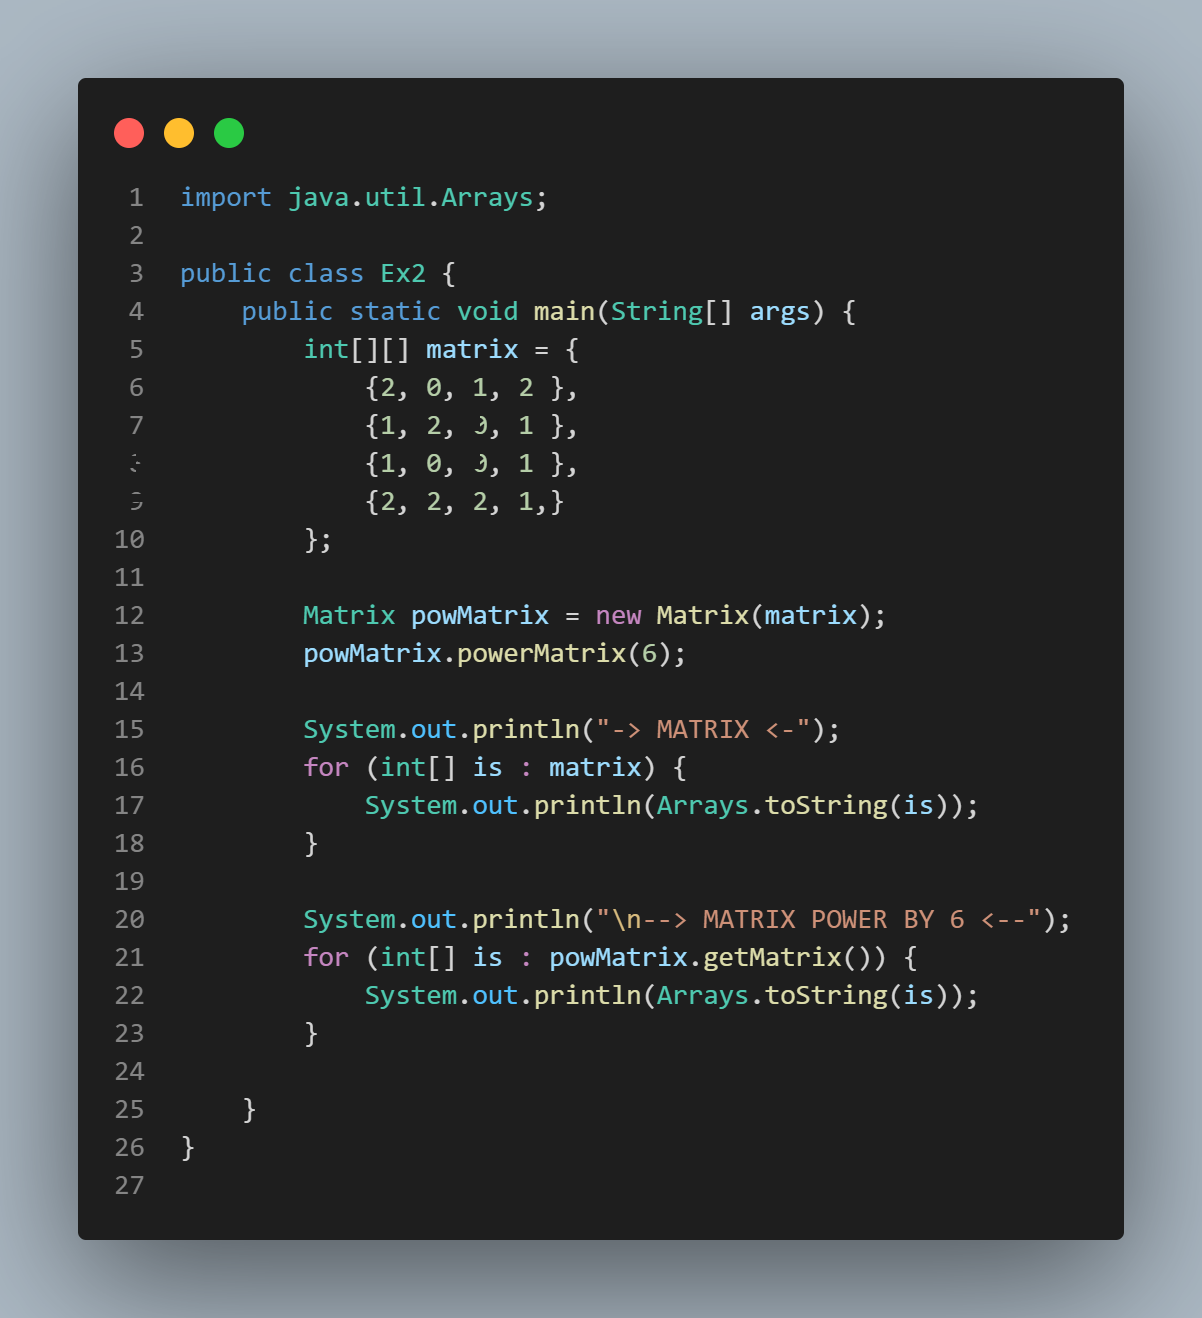 1 import java.util.Arrays;
2
3 public class Ex2 {
4     public static void main(String[] args) {
5         int[][] matrix = {
6             {2, 0, 1, 2 },
7             {1, 2, 0, 1 },
            {1, 0, 0, 1 },
            {2, 2, 2, 1,}
10         };
11
12         Matrix powMatrix = new Matrix(matrix);
13         powMatrix.powerMatrix(6);
14
15         System.out.println("-> MATRIX <-");
16         for (int[] is : matrix) {
17             System.out.println(Arrays.toString(is));
18         }
19
20         System.out.println("\n--> MATRIX POWER BY 6 <--");
21         for (int[] is : powMatrix.getMatrix()) {
22             System.out.println(Arrays.toString(is));
23         }
24
25     }
26 }
27